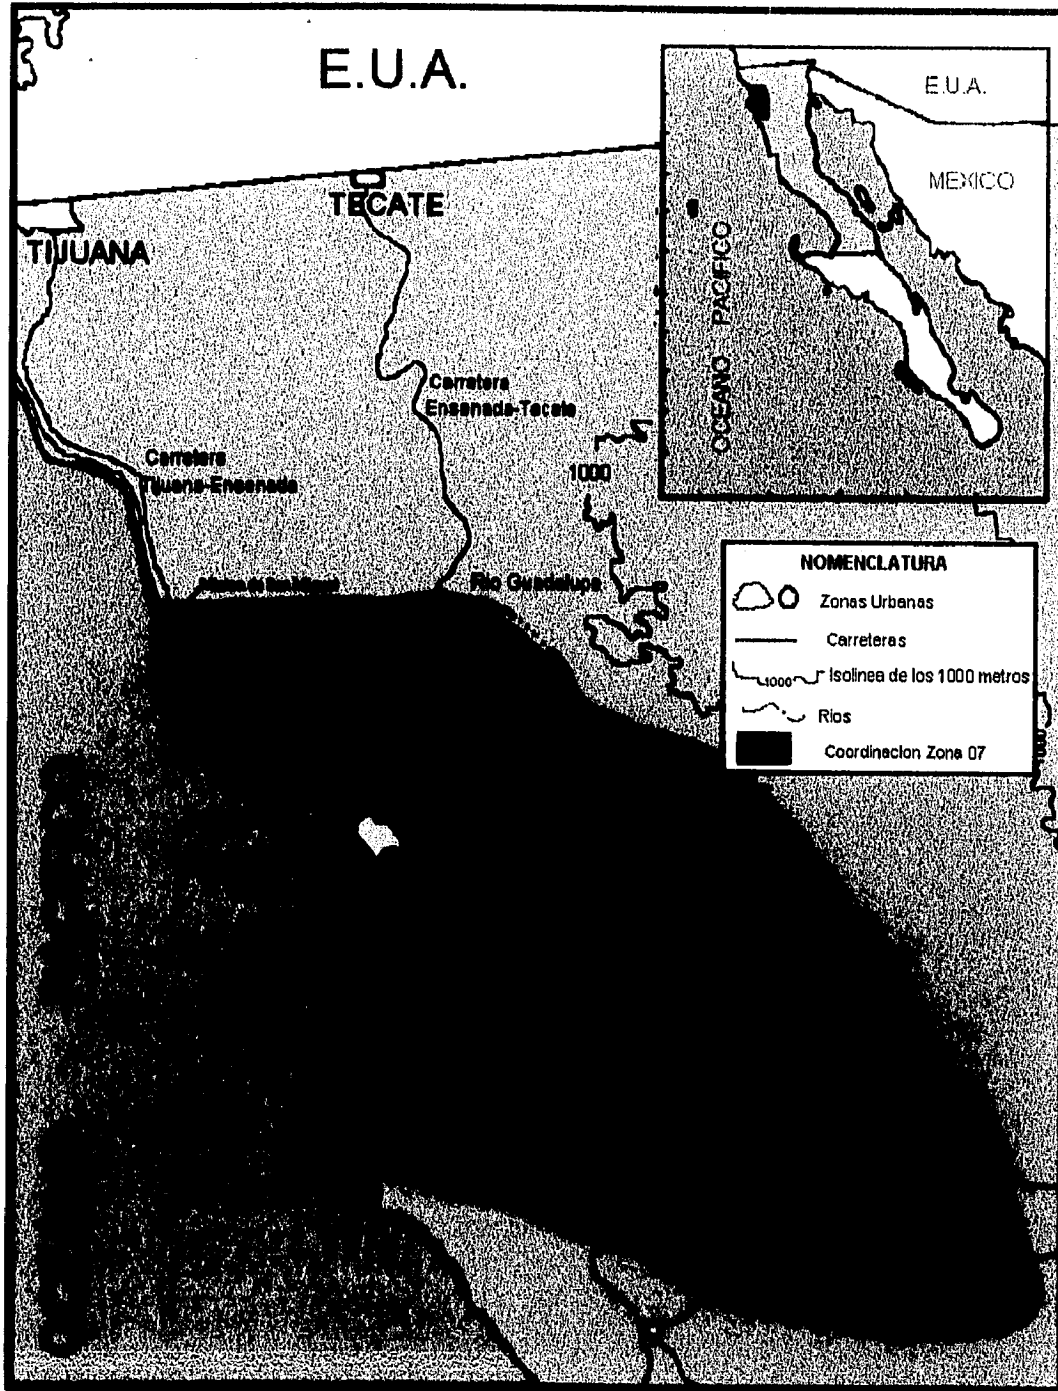 E.U.A.
TECATE
TIJUANA
Carretera
Ensenada-Tecate
1000
Carretera
Tijuana-Ensenada
Rio Guadalupe
E.U.A.
MEXICO
OCEANO PACIFICO
NOMENCLATURA
Zonas Urbanas
Carreteras
1000
Isolinea de los 1000 metros
Rios
Coordinacion Zona 07
1000